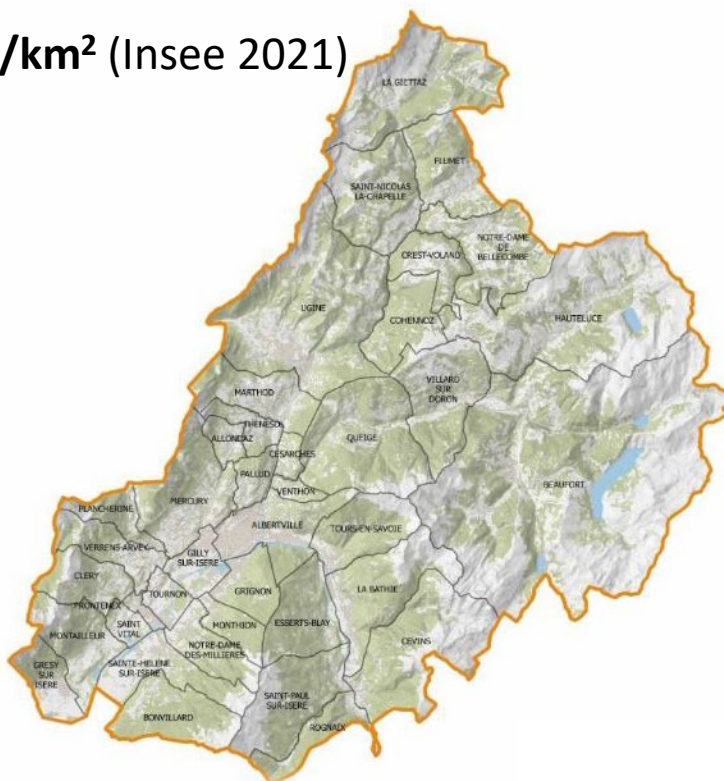 /km² (Insee 2021)
LA GIETTAZ
FLUMET
SAINT-NICOLAS
LA-CHAPELLE
NOTRE-DAME
DE
BELLECOMBE
CREST-VOLAND
UGINE
COHENNOZ
HAUTELUCE
VILLARD
SUR
DORON
MARTHOD
THENESOL
ALLONDAZ
QUEIGE
CESARCHES
PALLUD
BEAUFORT
VENTHON
MERCURY
PLANCHERINE
ALBERTVILLE
TOURS-EN-SAVOIE
VERRENS-ARVEY
GILLY
SUR-ISERE
CLERY
TOURNON
GRIGNON
LA BATHIE
FRONTENEX
SAINT
VITAL
MONTHION
ESSERTS-BLAY
MONTAILLEUR
CEVINS
NOTRE-DAME
DES-MILLIERES
GRESY
SUR
ISERE
SAINTE-HELENE
SUR-ISERE
SAINT-PAUL
SUR-ISERE
BONVILLARD
ROGNAIX